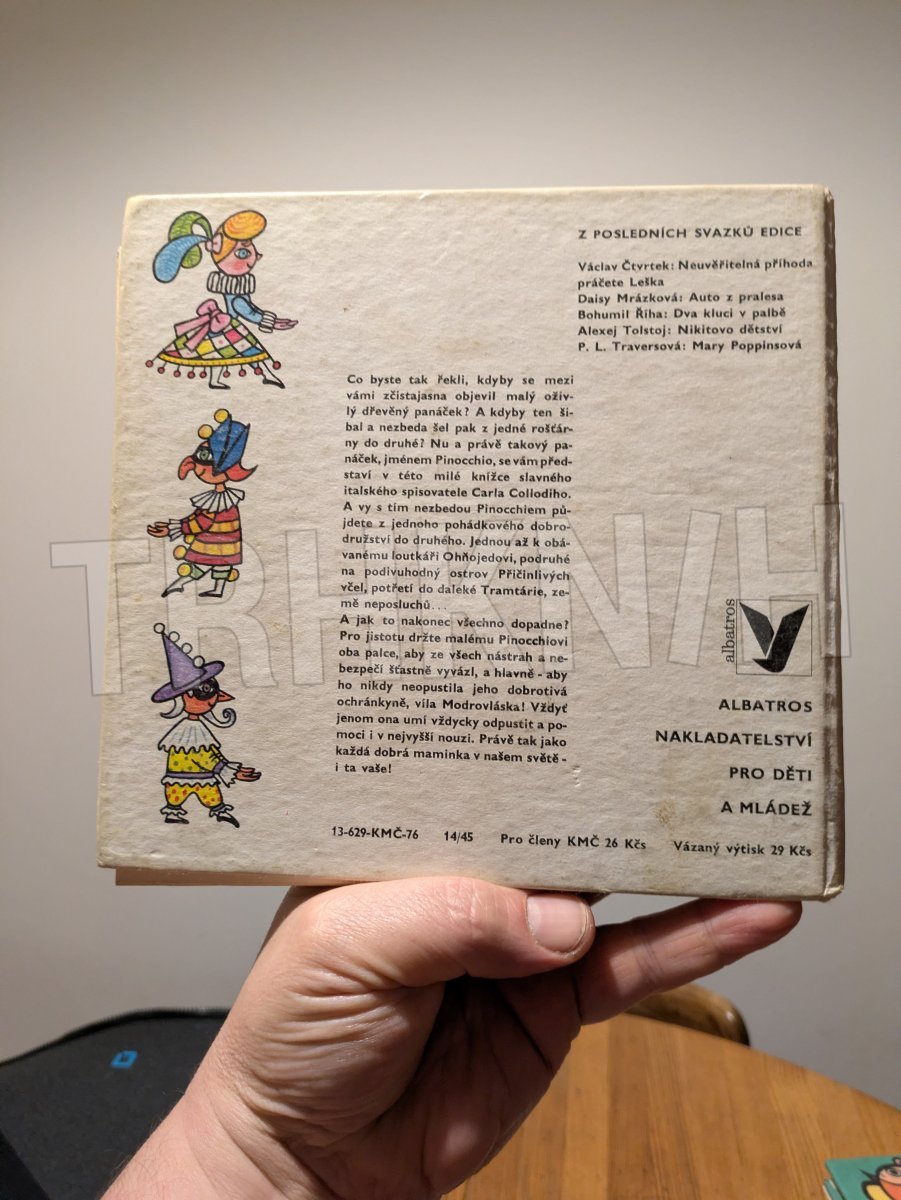 Z POSLEDNÍCH SVAZKŮ EDICE
Václav Čtvrtek: Neuvěřitelná příhoda
práčete Leška
Daisy Mrázková: Auto z pralesa
Bohumil Říha: Dva kluci v palbě
Alexej Tolstoj: Nikitovo dětství
P. L. Traversová: Mary Poppinsová
Co byste tak řekli, kdyby se mezi
vámi zčistajasna objevil malý oživ-
lý dřevěný panáček? A kdyby ten ši-
bal a nezbeda šel pak z jedné rošťár-
ny do druhé? Nu a právě takový pa-
náček, jménem Pinocchio, se vám před-
staví v této milé knížce slavného
italského spisovatele Carla Collodiho.
A vy s tím nezbedou Pinocchiem pů-
jdete z jednoho pohádkového dobro-
družství do druhého. Jednou až k obá-
vanému loutkáři Ohňojedovi, podruhé
na podivuhodný ostrov Přičinlivých
včel, potřetí do daleké Tramtárie, ze-
mě neposluchů...
A jak to nakonec všechno dopadne?
Pro jistotu držte malému Pinocchiovi
oba palce, aby ze všech nástrah a ne-
bezpečí šťastně vyvázl, a hlavně - aby
ho nikdy neopustila jeho dobrotivá
ochránkyně, víla Modrovláska! Vždyť
jenom ona umí vždycky odpustit a po-
moci i v nejvyšší nouzi. Právě tak jako
každá dobrá maminka v našem světě -
i ta vaše!
albatros
ALBATROS
NAKLADATELSTVÍ
PRO DĚTI
A MLÁDEŽ
13-629-KMČ-76 14/45 Pro členy KMČ 26 Kčs Vázaný výtisk 29 Kčs
TRHKNIH